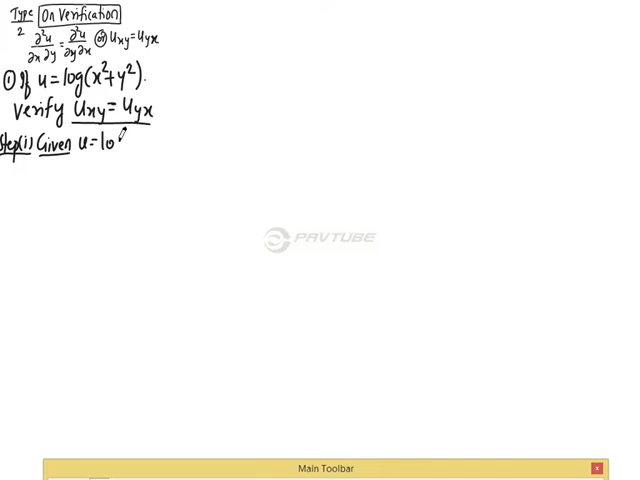 Type On Verification
2 ∂²u/∂x∂y = ∂²u/∂y∂x or uxy = uyx
① If u = log(x²+y²).
Verify uxy = uyx
Step(i) Given u = lo
PAVTUBE
Main Toolbar
x